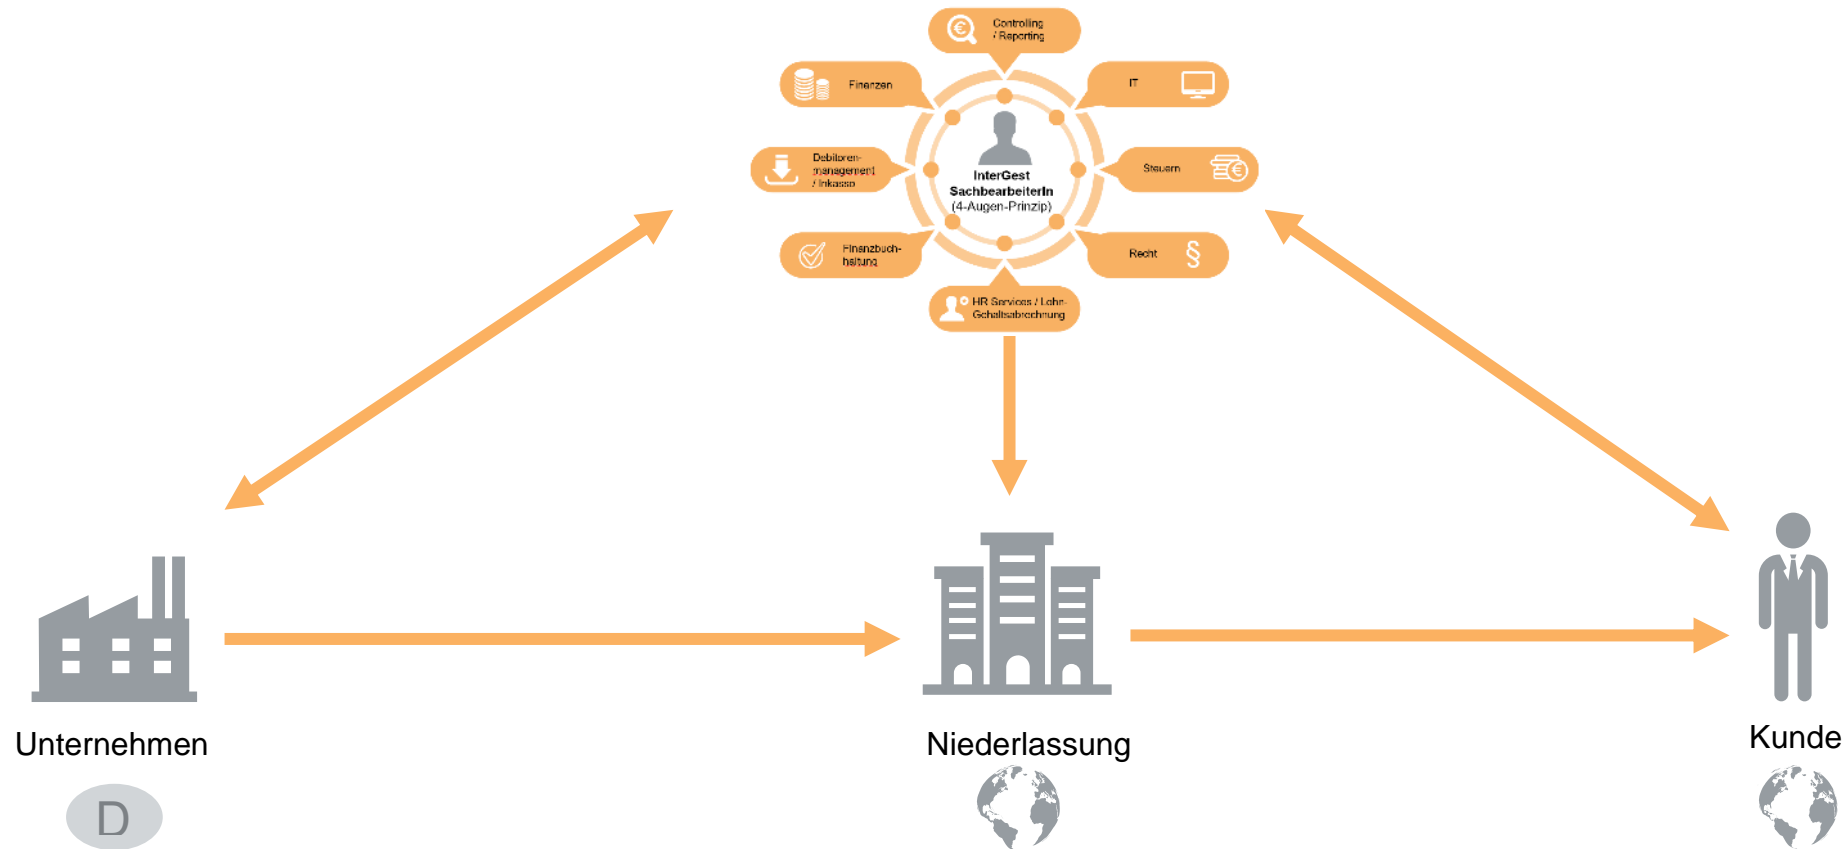 Controlling
/ Reporting
Finanzen
IT
Debitoren-
management
/ Inkasso
InterGest
SachbearbeiterIn
(4-Augen-Prinzip)
Steuern
Finanzbuch-
haltung
Recht
§
HR Services / Lohn-
Gehaltsabrechnung
Unternehmen
Niederlassung
Kunde
D